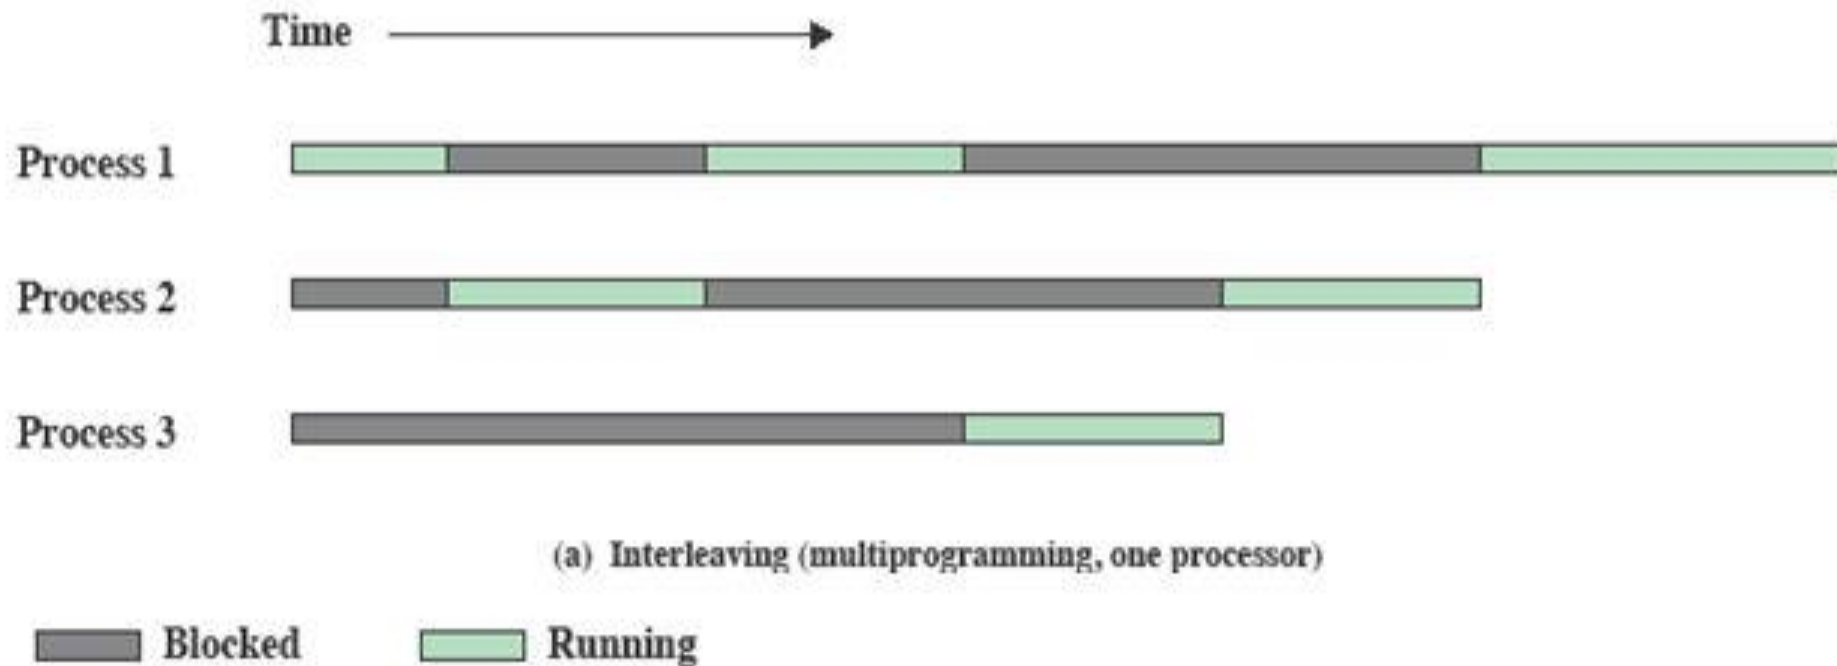 Time
Process 1
Process 2
Process 3
(a) Interleaving (multiprogramming, one processor)
Blocked Running